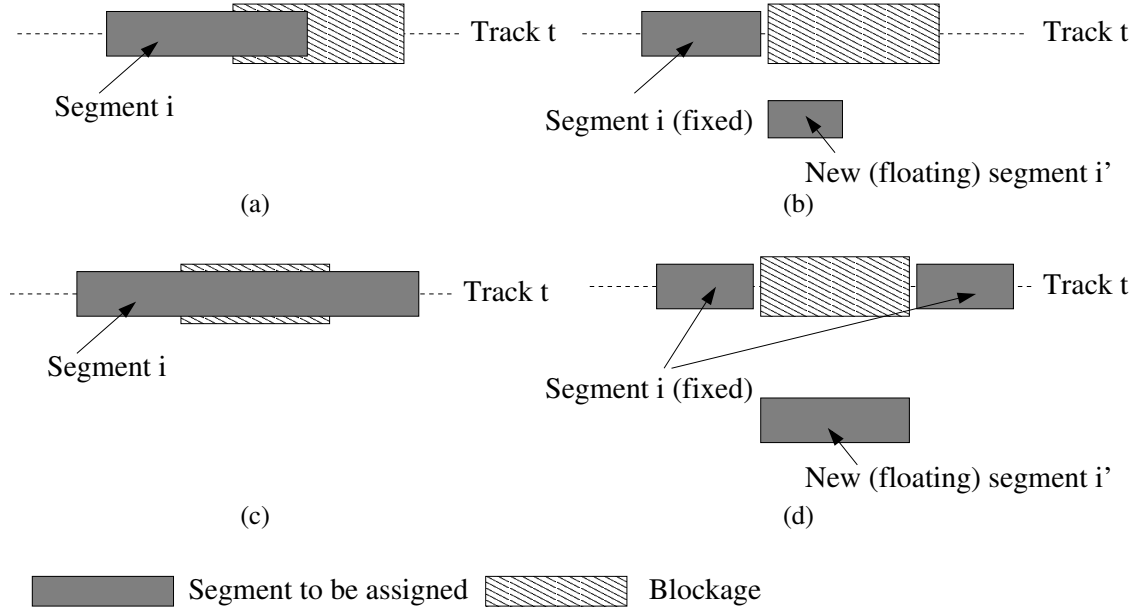 Track t
Segment i
(a)
Track t
Segment i (fixed)
New (floating) segment i’
(b)
Track t
Segment i
(c)
Track t
Segment i (fixed)
New (floating) segment i’
(d)
Segment to be assigned
Blockage